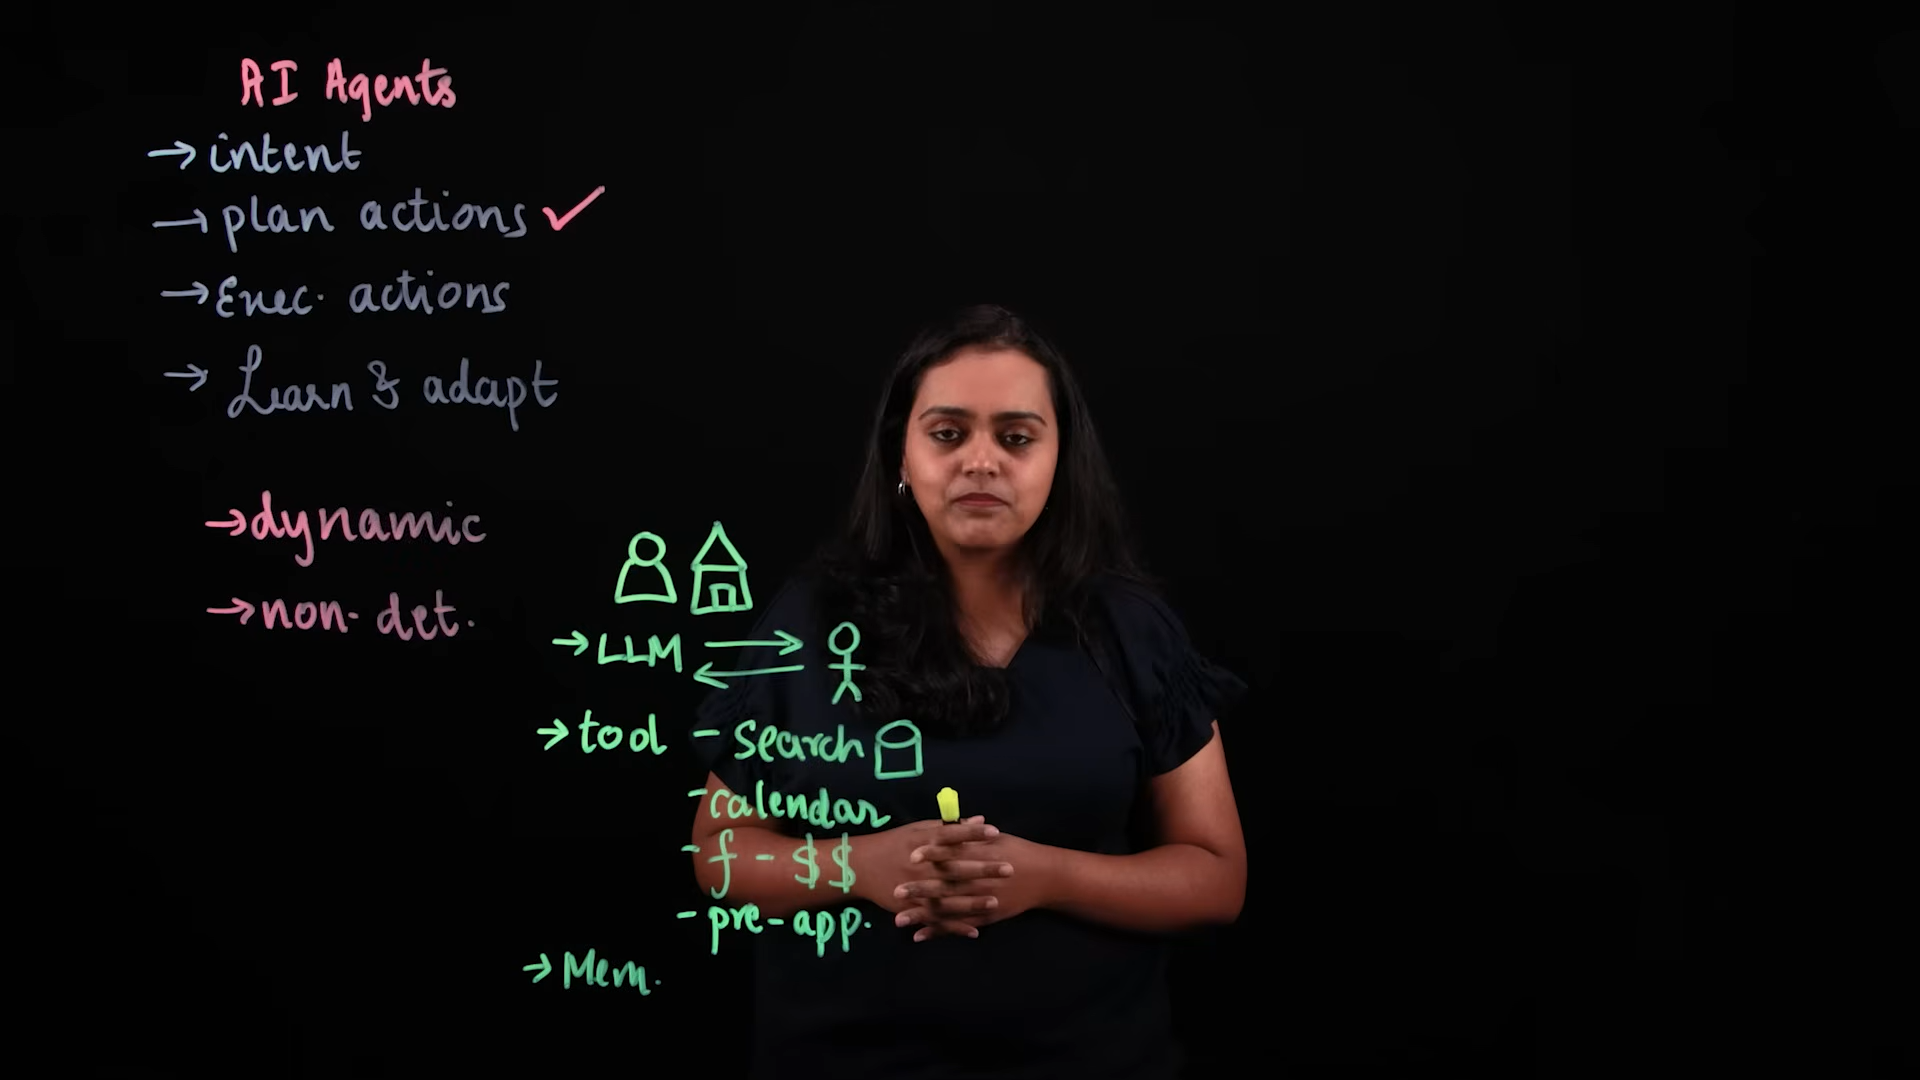 AI Agents
→ intent
→ plan actions ✓
→ Exec. actions
→ Learn & adapt
→ dynamic
→ non-det.
→ LLM
→ tool - search
- calendar
- f - $$
- pre-app.
→ Mem.